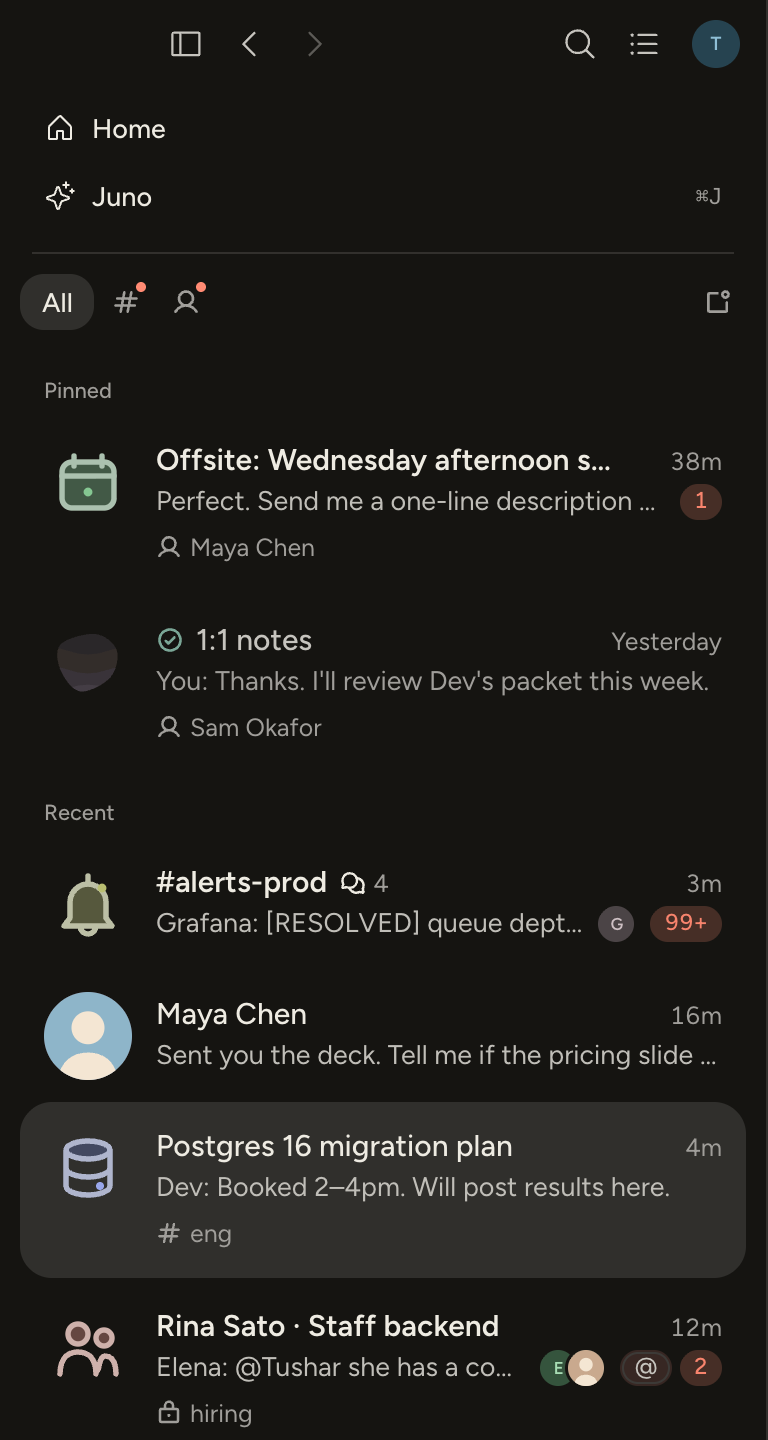 T
Home
Juno ⌘J
All
Pinned
Offsite: Wednesday afternoon s... 38m
Perfect. Send me a one-line description ... 1
Maya Chen
1:1 notes Yesterday
You: Thanks. I'll review Dev's packet this week.
Sam Okafor
Recent
#alerts-prod 4 3m
Grafana: [RESOLVED] queue dept... G 99+
Maya Chen 16m
Sent you the deck. Tell me if the pricing slide ...
Postgres 16 migration plan 4m
Dev: Booked 2–4pm. Will post results here.
# eng
Rina Sato · Staff backend 12m
Elena: @Tushar she has a co... E @ 2
hiring